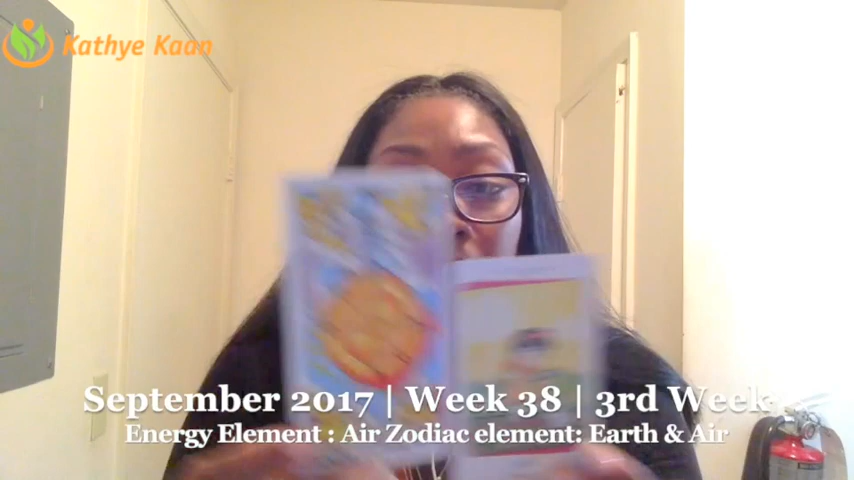 Kathye Kaan
September 2017 | Week 38 | 3rd Week
Energy Element : Air Zodiac element: Earth & Air